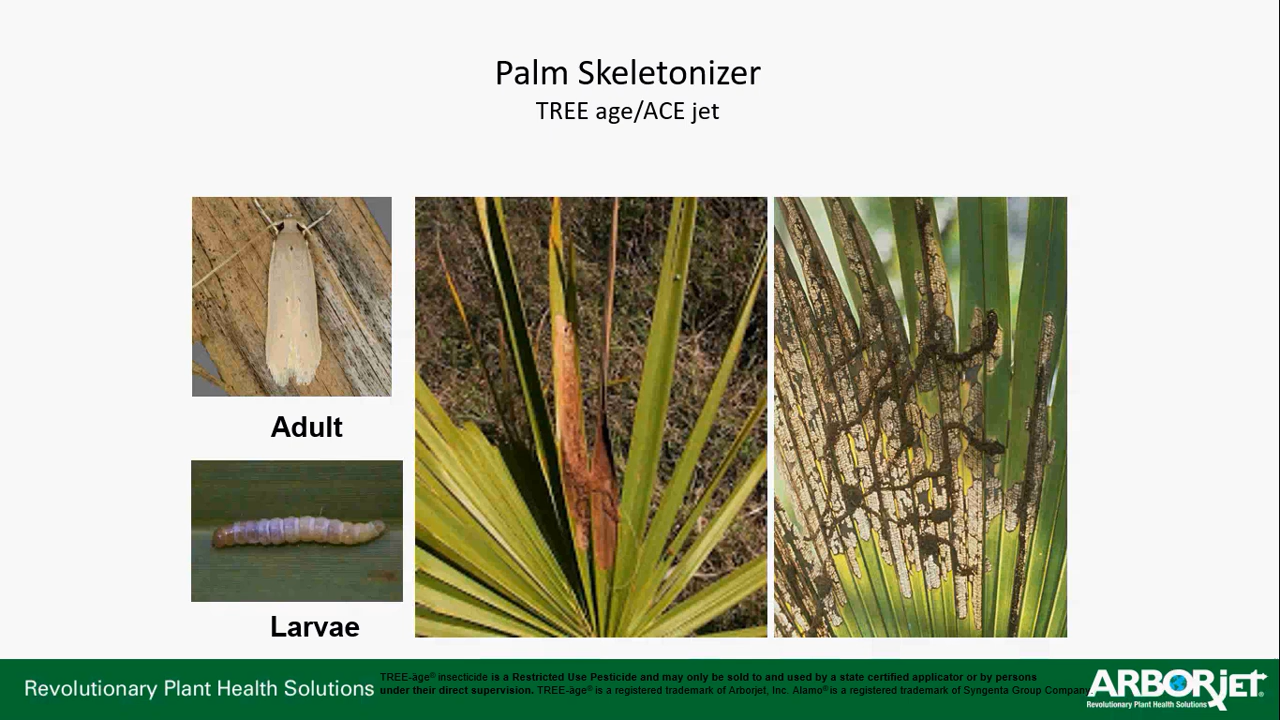 Palm Skeletonizer
TREE age/ACE jet
Adult
Larvae
Revolutionary Plant Health Solutions
TREE-äge® insecticide is a Restricted Use Pesticide and may only be sold to and used by a state certified applicator or by persons
under their direct supervision. TREE-äge® is a registered trademark of Arborjet, Inc. Alamo® is a registered trademark of Syngenta Group Company
ARBORjET®
Revolutionary Plant Health Solutions